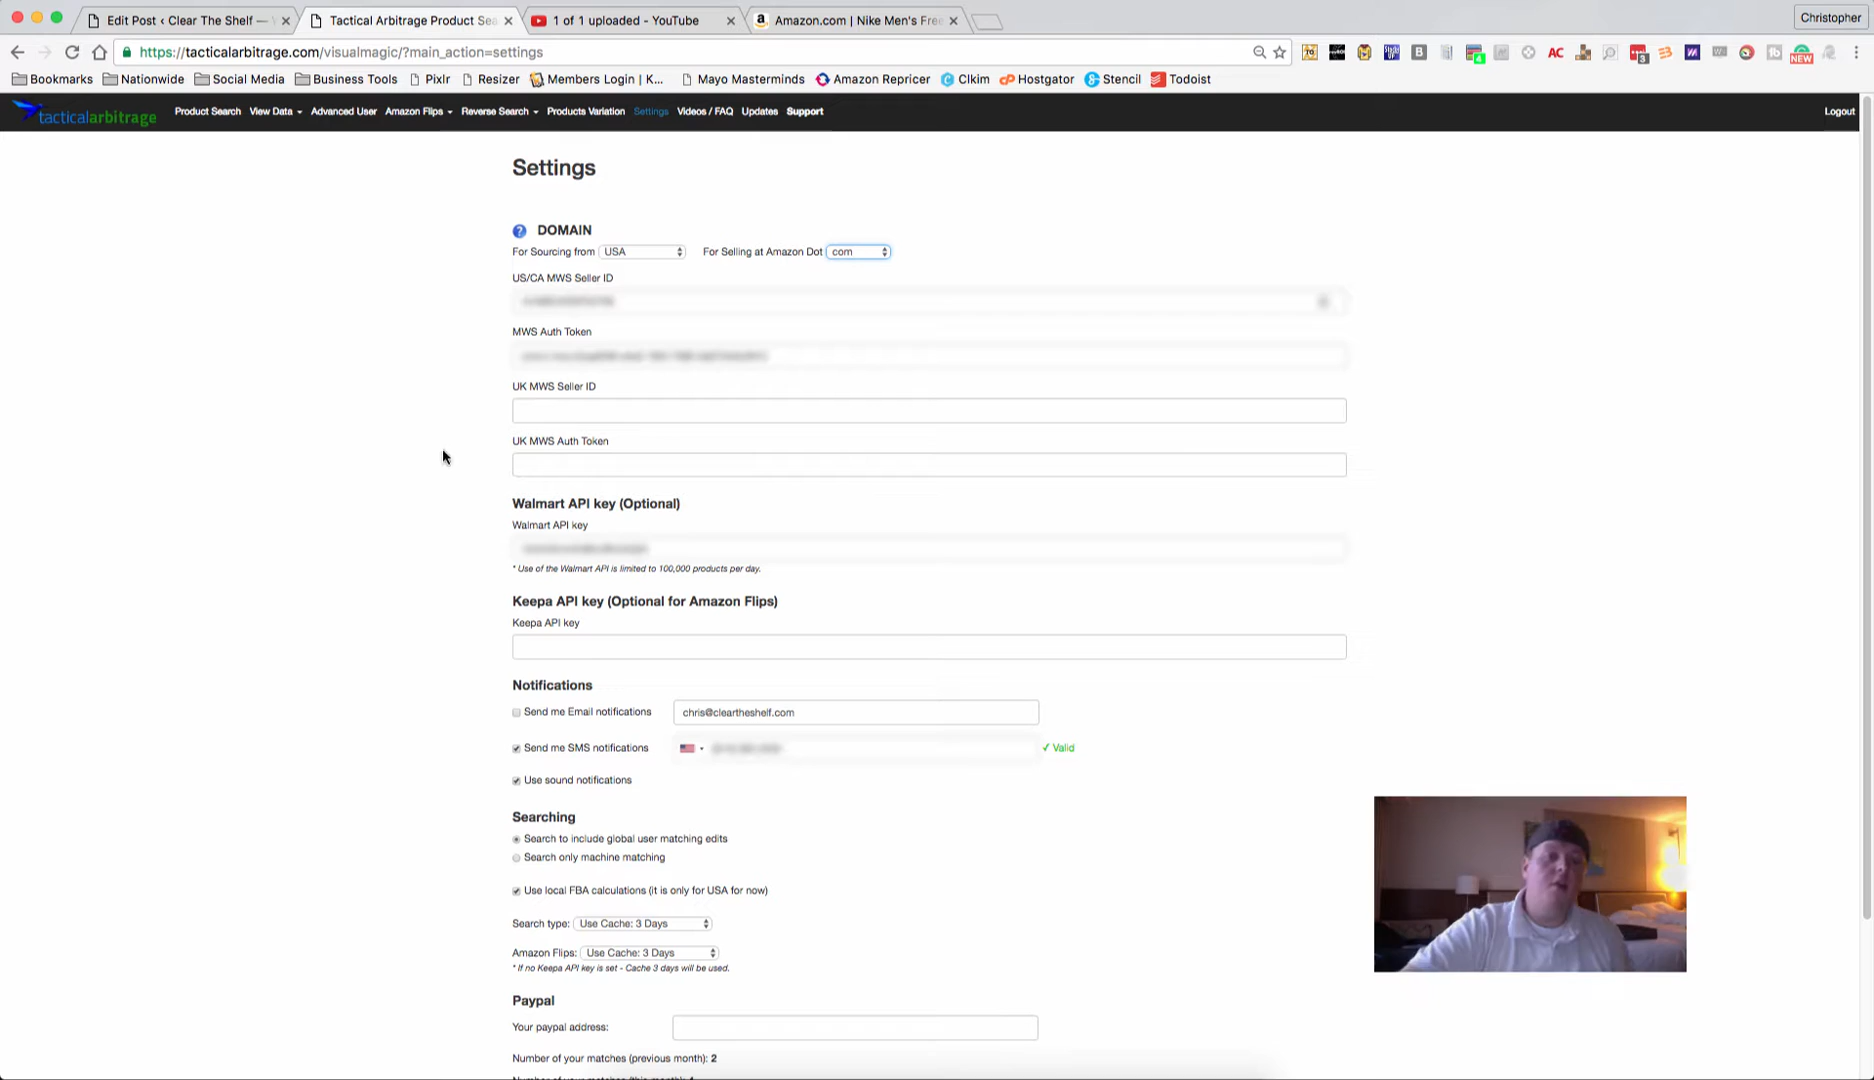 Edit Post ‹ Clear The Shelf —
Tactical Arbitrage Product Sea
1 of 1 uploaded - YouTube
Amazon.com | Nike Men's Free
Christopher
https://tacticalarbitrage.com/visualmagic/?main_action=settings
Bookmarks
Nationwide
Social Media
Business Tools
Pixlr
Resizer
Members Login | K...
Mayo Masterminds
Amazon Repricer
Clkim
Hostgator
Stencil
Todoist
tacticalarbitrage
Product Search
View Data
Advanced User
Amazon Flips
Reverse Search
Products Variation
Settings
Videos / FAQ
Updates
Support
Logout
Settings
DOMAIN
For Sourcing from USA
For Selling at Amazon Dot com
US/CA MWS Seller ID
MWS Auth Token
UK MWS Seller ID
UK MWS Auth Token
Walmart API key (Optional)
Walmart API key
* Use of the Walmart API is limited to 100,000 products per day.
Keepa API key (Optional for Amazon Flips)
Keepa API key
Notifications
Send me Email notifications
chris@cleartheshelf.com
Send me SMS notifications
✓ Valid
Use sound notifications
Searching
Search to include global user matching edits
Search only machine matching
Use local FBA calculations (it is only for USA for now)
Search type: Use Cache: 3 Days
Amazon Flips: Use Cache: 3 Days
* If no Keepa API key is set - Cache 3 days will be used.
Paypal
Your paypal address:
Number of your matches (previous month): 2